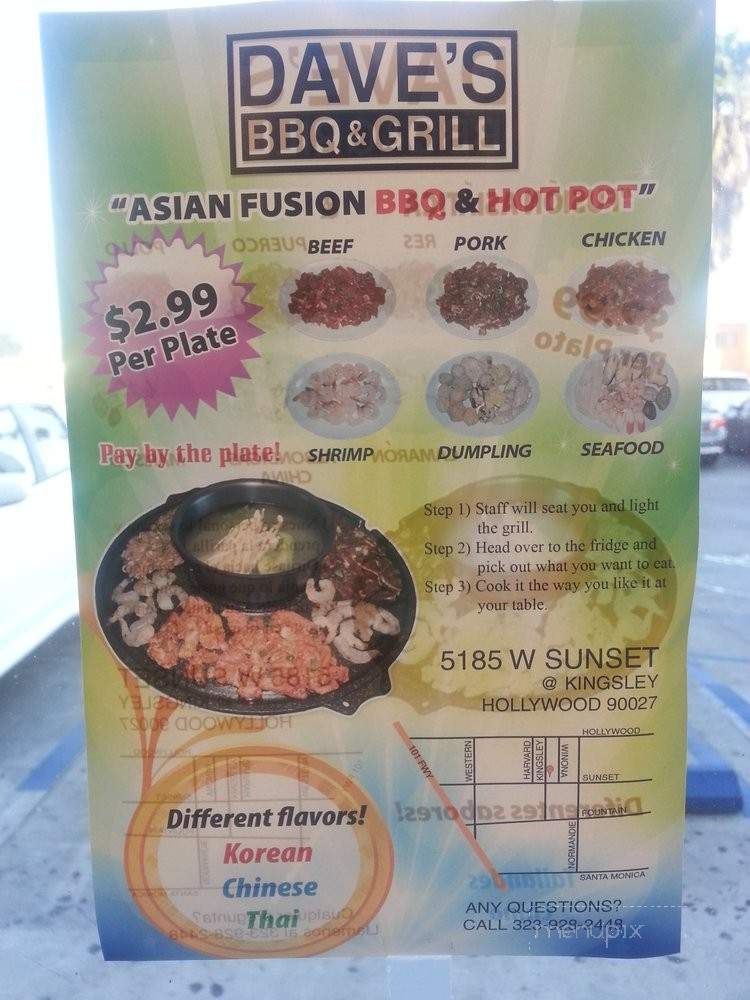 DAVE'S
BBQ & GRILL
"ASIAN FUSION BBQ & HOT POT"
$2.99
Per Plate
BEEF
PORK
CHICKEN
Pay by the plate!
SHRIMP
DUMPLING
SEAFOOD
Step 1) Staff will seat you and light
the grill.
Step 2) Head over to the fridge and
pick out what you want to eat.
Step 3) Cook it the way you like it at
your table.
5185 W SUNSET
@ KINGSLEY
HOLLYWOOD 90027
HOLLYWOOD
101 FWY
WESTERN
HARVARD
KINGSLEY
WINONA
SUNSET
FOUNTAIN
NORMANDIE
SANTA MONICA
Different flavors!
Korean
Chinese
Thai
ANY QUESTIONS?
CALL 323-928-2448
menupix